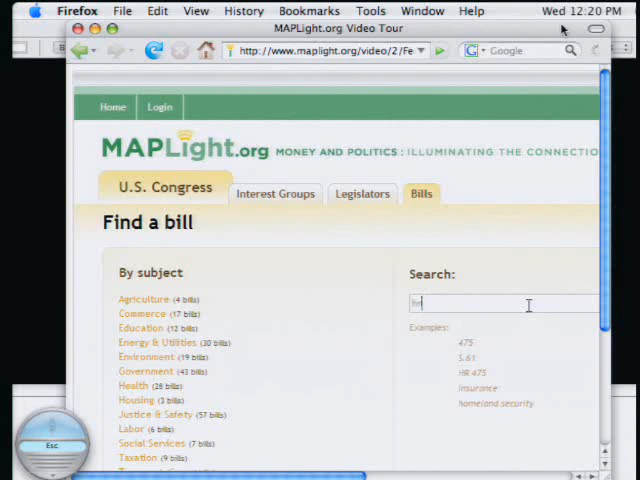 Firefox File Edit View History Bookmarks Tools Window Help Wed 12:20 PM
MAPLight.org Video Tour
http://www.maplight.org/video/2/Fe
Google
Home Login
MAPLight.org MONEY AND POLITICS : ILLUMINATING THE CONNECTIO
U.S. Congress Interest Groups Legislators Bills
Find a bill
By subject
Agriculture (4 bills)
Commerce (17 bills)
Education (12 bills)
Energy & Utilities (30 bills)
Environment (19 bills)
Government (43 bills)
Health (28 bills)
Housing (3 bills)
Justice & Safety (57 bills)
Labor (6 bills)
Social Services (7 bills)
Taxation (9 bills)
Search:
hr
Examples:
475
S.61
HR 475
insurance
homeland security
Esc